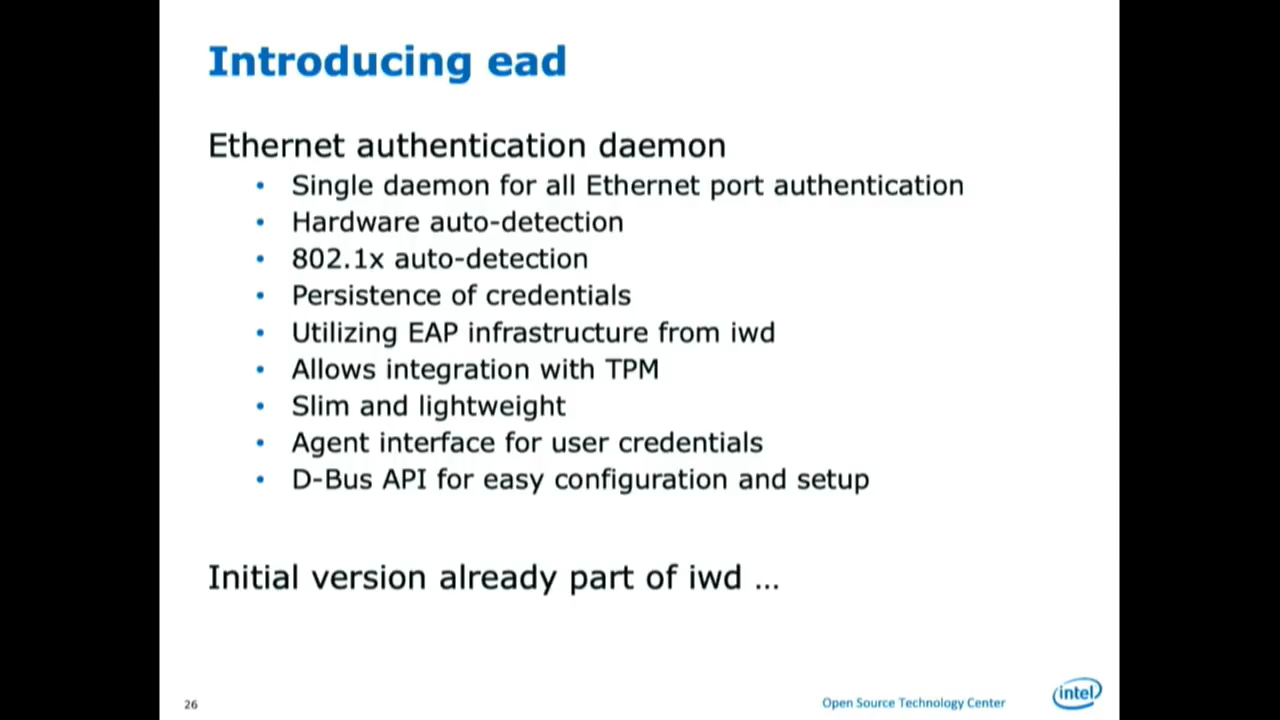 Introducing ead
Ethernet authentication daemon
• Single daemon for all Ethernet port authentication
• Hardware auto-detection
• 802.1x auto-detection
• Persistence of credentials
• Utilizing EAP infrastructure from iwd
• Allows integration with TPM
• Slim and lightweight
• Agent interface for user credentials
• D-Bus API for easy configuration and setup
Initial version already part of iwd ...
26
Open Source Technology Center
intel